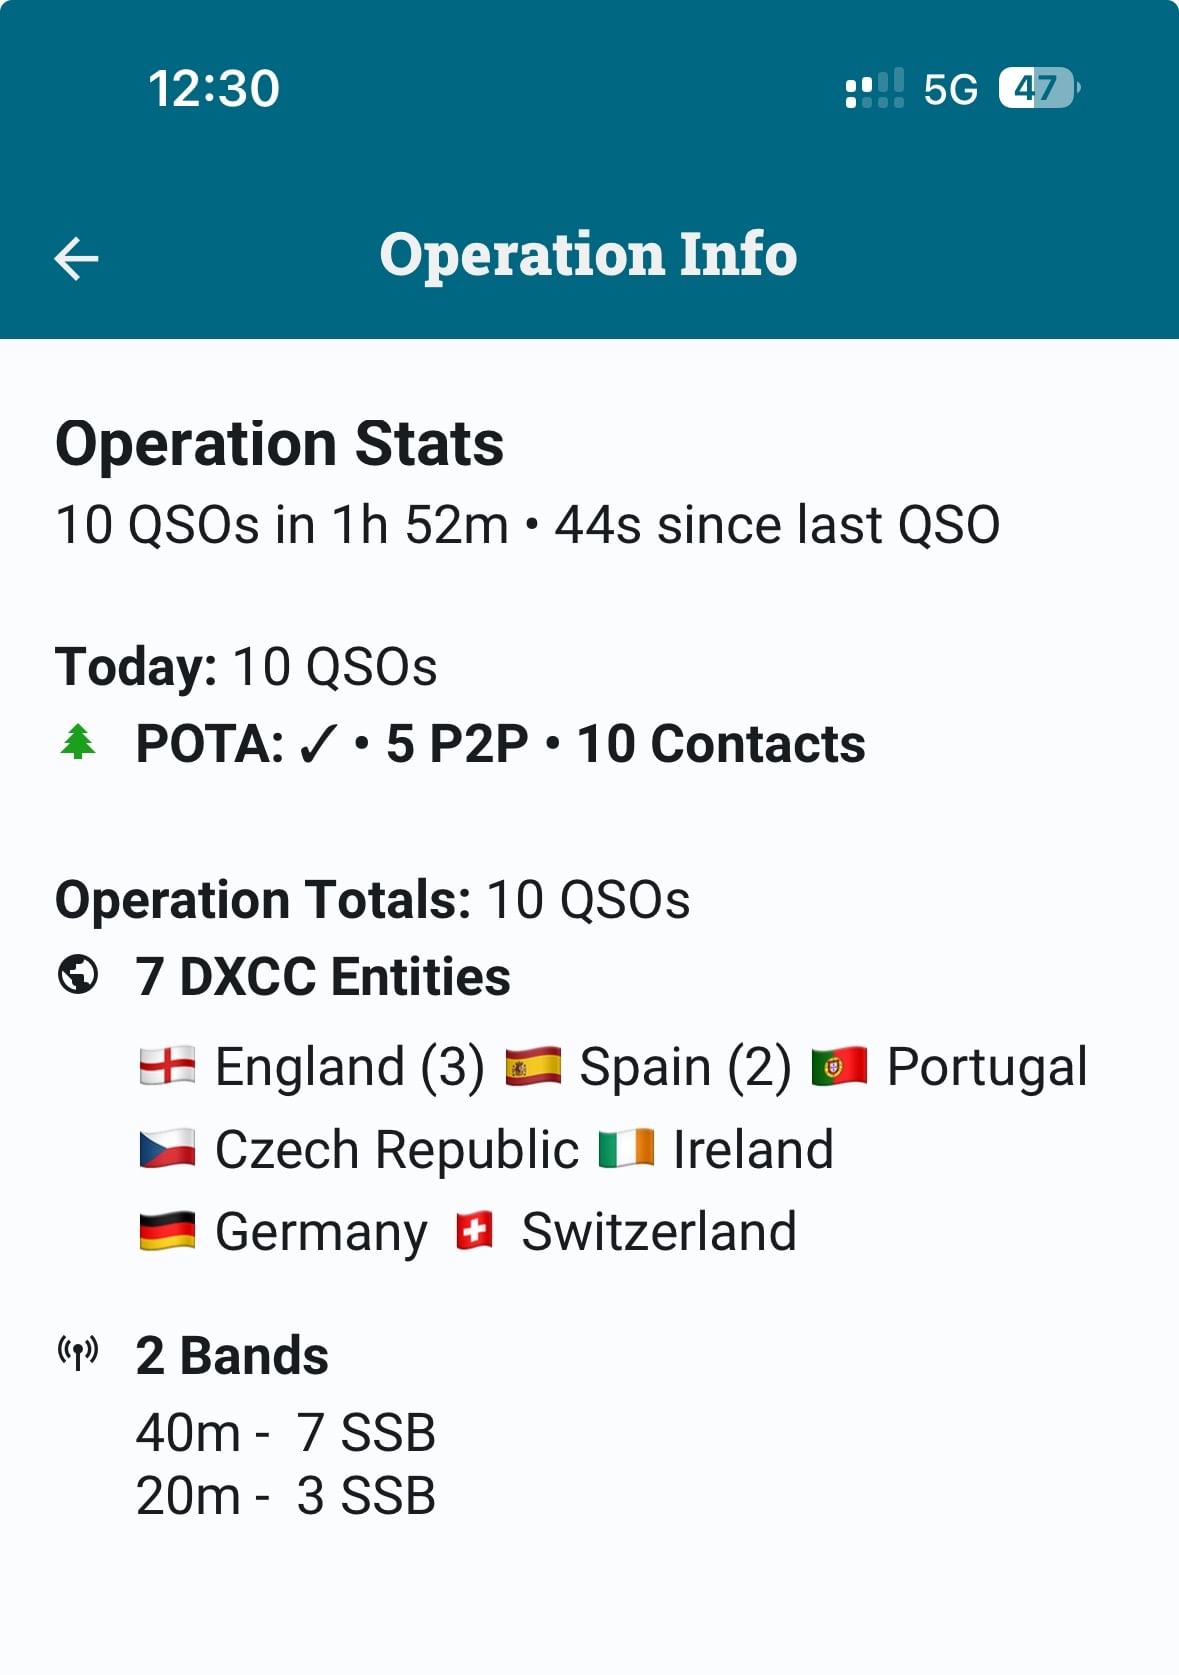 12:30 5G 47
Operation Info
Operation Stats
10 QSOs in 1h 52m • 44s since last QSO
Today: 10 QSOs
POTA: ✓ • 5 P2P • 10 Contacts
Operation Totals: 10 QSOs
7 DXCC Entities
England (3) Spain (2) Portugal
Czech Republic Ireland
Germany Switzerland
2 Bands
40m - 7 SSB
20m - 3 SSB